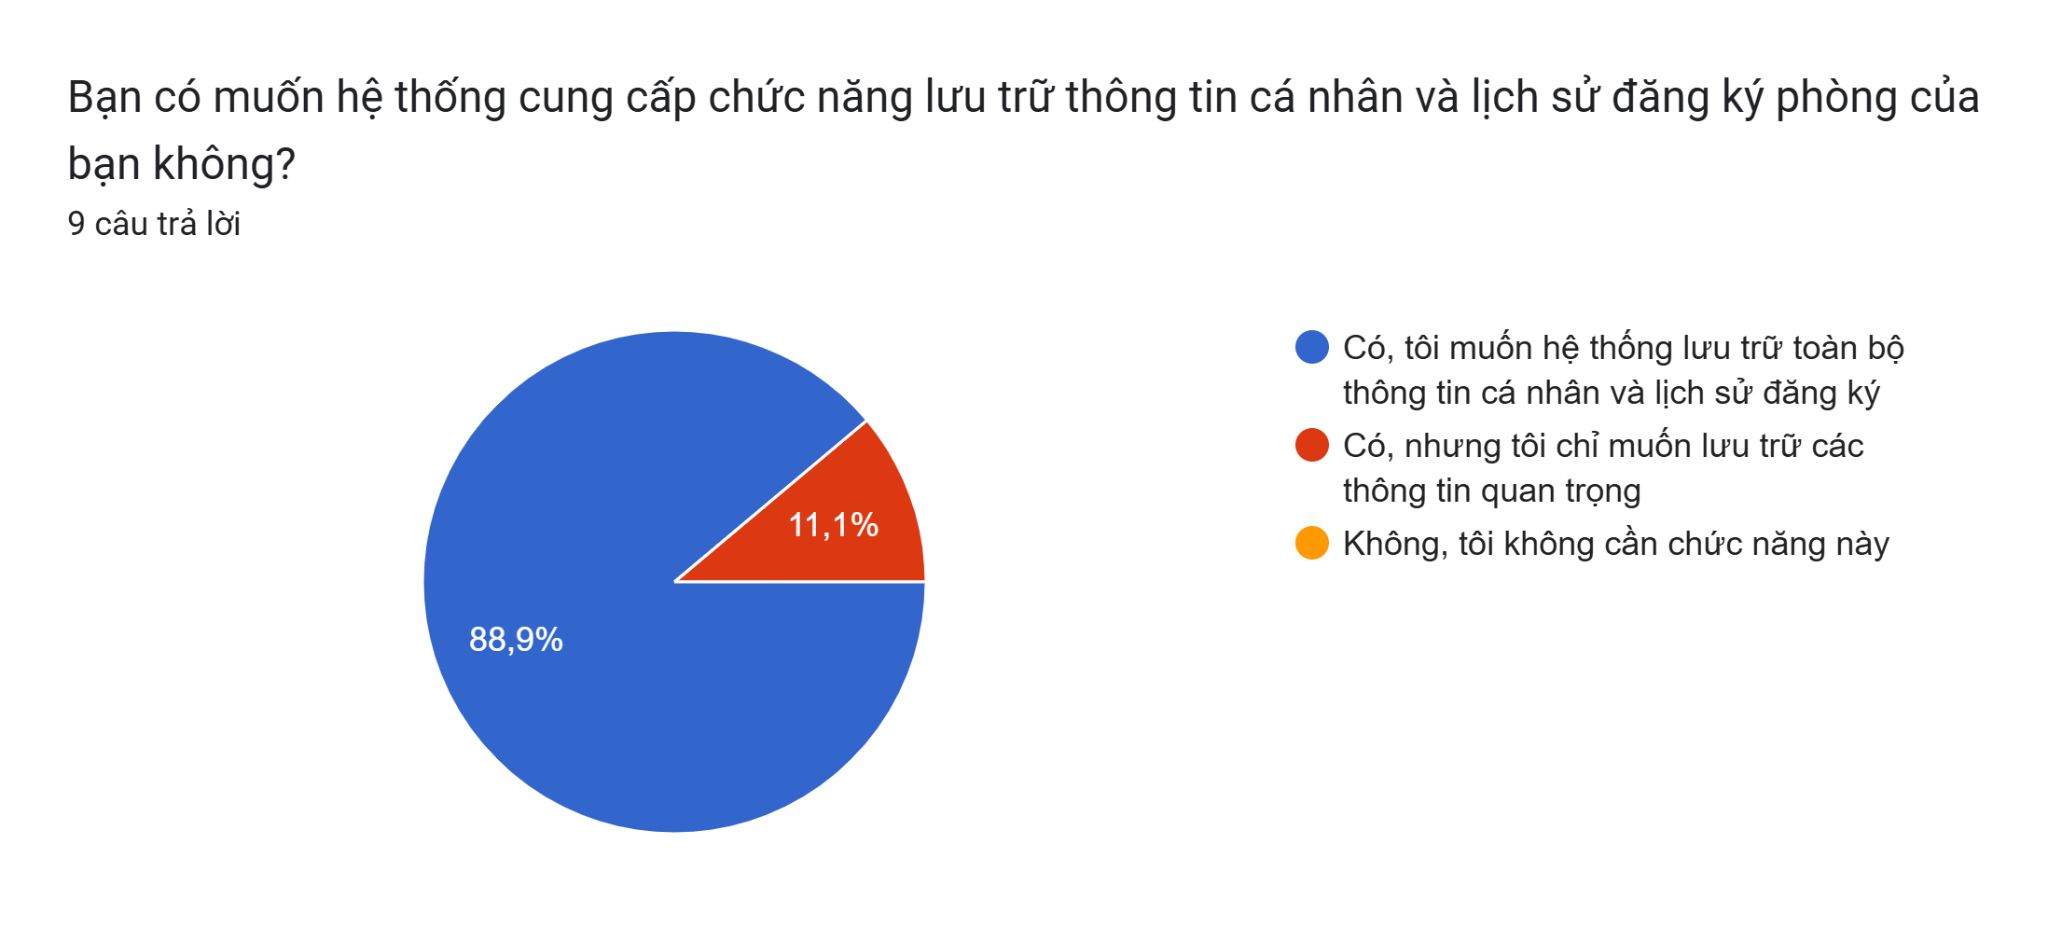 Bạn có muốn hệ thống cung cấp chức năng lưu trữ thông tin cá nhân và lịch sử đăng ký phòng của
bạn không?
9 câu trả lời
Có, tôi muốn hệ thống lưu trữ toàn bộ
thông tin cá nhân và lịch sử đăng ký
Có, nhưng tôi chỉ muốn lưu trữ các
thông tin quan trọng
Không, tôi không cần chức năng này
11,1%
88,9%